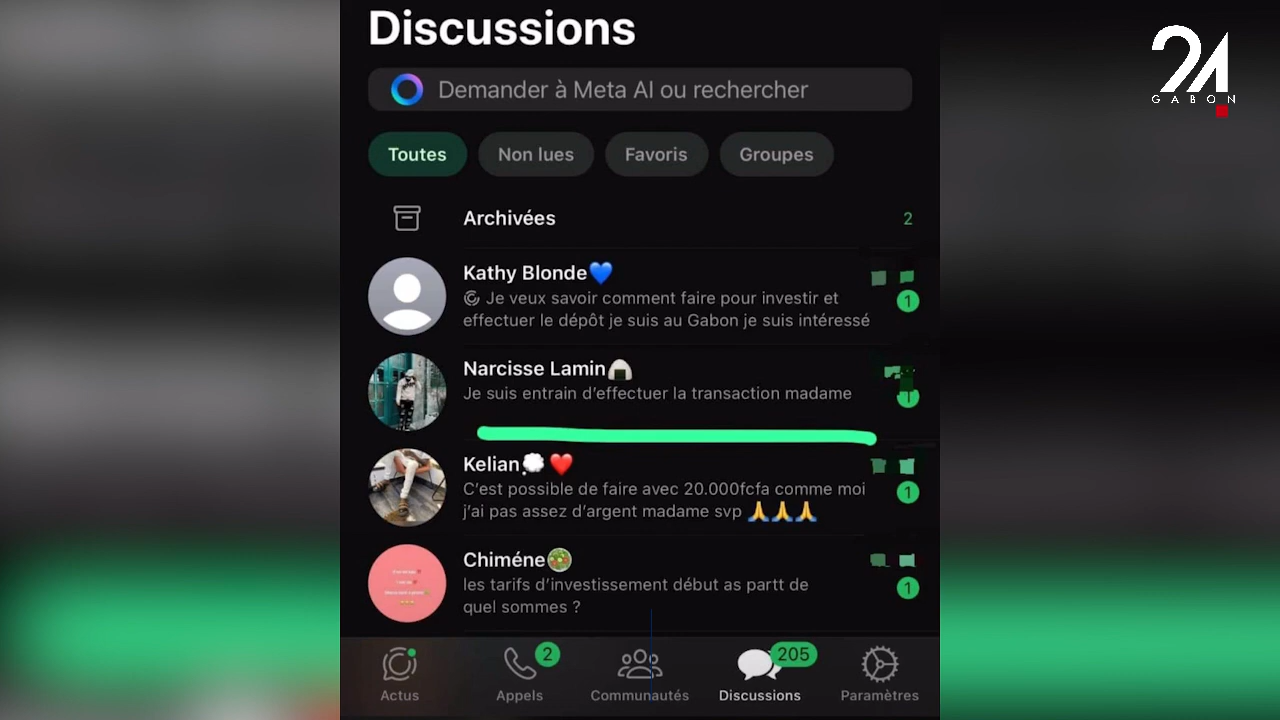 Discussions
24
GABON
Demander à Meta AI ou rechercher
Toutes Non lues Favoris Groupes
Archivées 2
Kathy Blonde💙
Je veux savoir comment faire pour investir et
effectuer le dépôt je suis au Gabon je suis intéressé
1
Narcisse Lamin🍙
Je suis entrain d’effectuer la transaction madame
1
Kelian💭 ❤️
C’est possible de faire avec 20.000fcfa comme moi
j’ai pas assez d’argent madame svp 🙏🙏🙏
1
Chiméne🥗
les tarifs d’investissement début as partt de
quel sommes ?
1
2 205
Actus Appels Communautés Discussions Paramètres